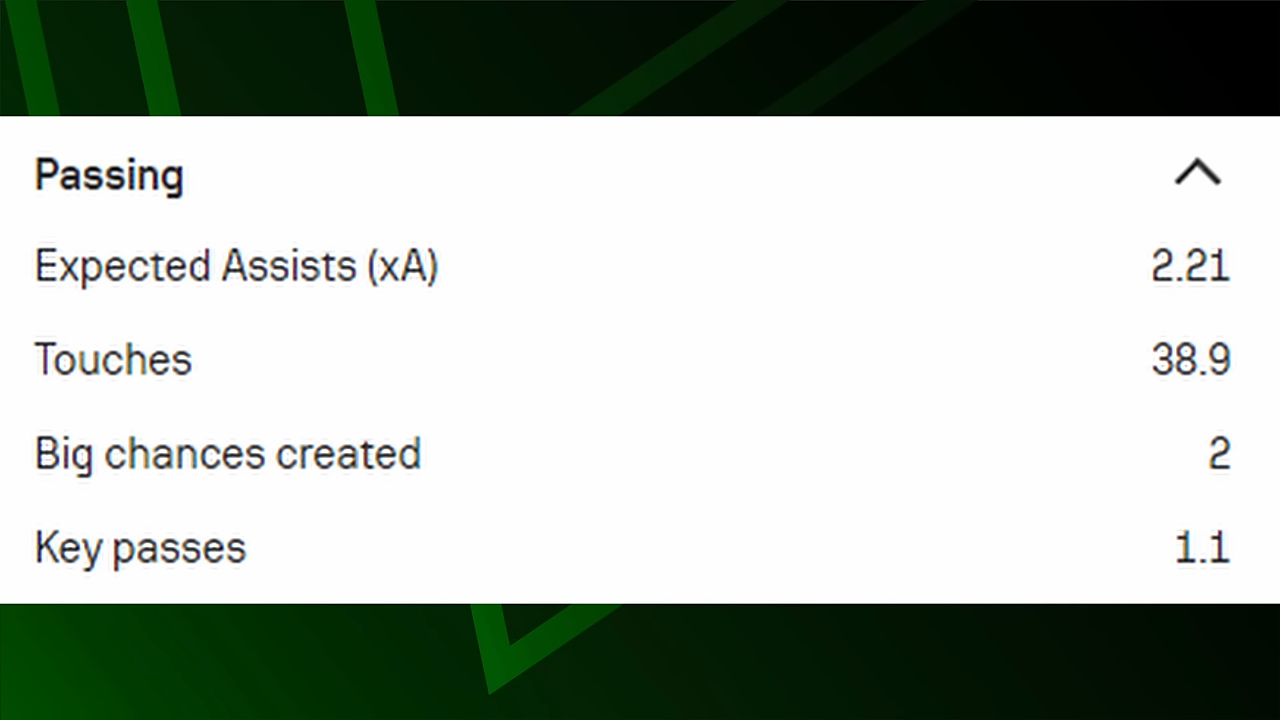 Passing
Expected Assists (xA) 2.21
Touches 38.9
Big chances created 2
Key passes 1.1